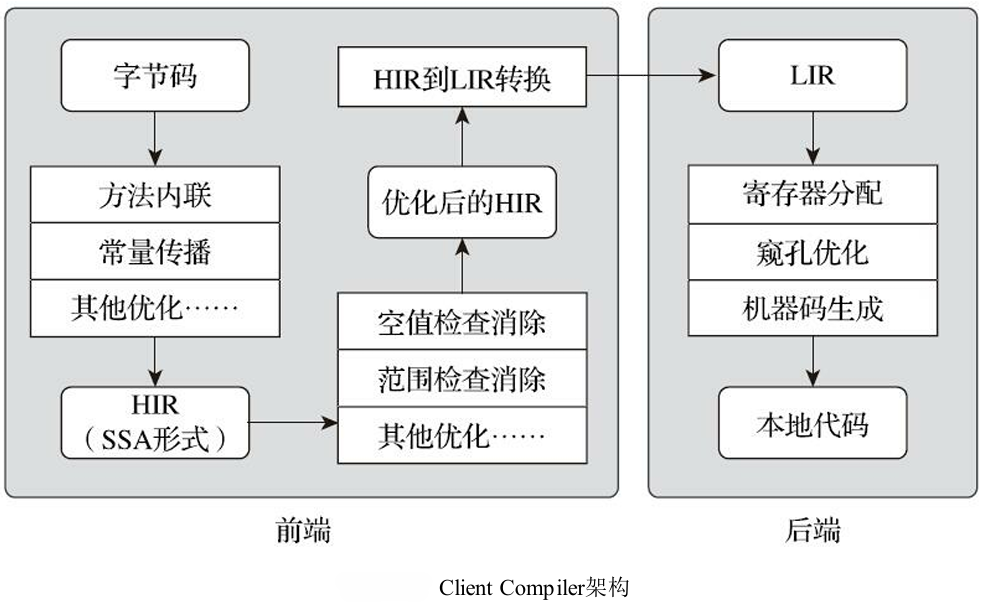 字节码
方法内联
常量传播
其他优化……
HIR
（SSA形式）
空值检查消除
范围检查消除
其他优化……
优化后的HIR
HIR到LIR转换
前端
LIR
寄存器分配
窥孔优化
机器码生成
本地代码
后端
Client Compiler架构